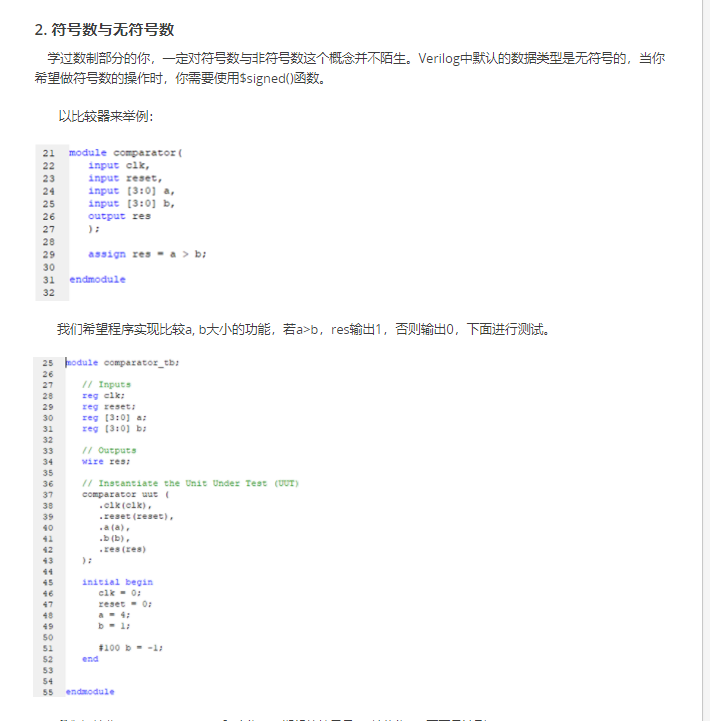 2. 符号数与无符号数
学过数制部分的你，一定对符号数与非符号数这个概念并不陌生。Verilog中默认的数据类型是无符号的，当你
希望做符号数的操作时，你需要使用$signed()函数。
以比较器来举例：
21 module comparator(
22 input clk,
23 input reset,
24 input [3:0] a,
25 input [3:0] b,
26 output res
27 );
28
29 assign res = a > b;
30
31 endmodule
32
我们希望程序实现比较a, b大小的功能，若a>b，res输出1，否则输出0，下面进行测试。
25 module comparator_tb;
26
27 // Inputs
28 reg clk;
29 reg reset;
30 reg [3:0] a;
31 reg [3:0] b;
32
33 // Outputs
34 wire res;
35
36 // Instantiate the Unit Under Test (UUT)
37 comparator uut (
38 .clk(clk),
39 .reset(reset),
40 .a(a),
41 .b(b),
42 .res(res)
43 );
44
45 initial begin
46 clk = 0;
47 reset = 0;
48 a = 4;
49 b = 1;
50
51 #100 b = -1;
52 end
53
54
55 endmodule